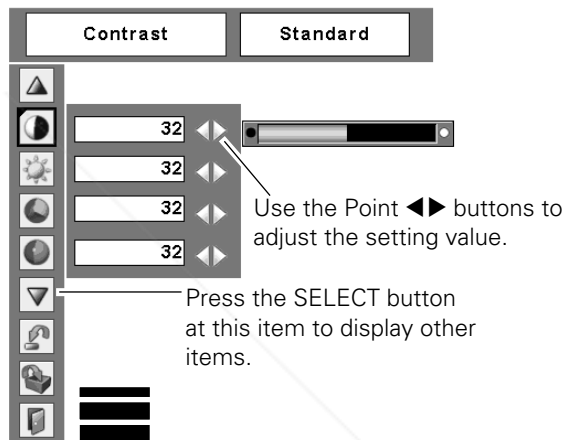 Contrast Standard
32
32
32
32
Use the Point ◀▶ buttons to
adjust the setting value.
Press the SELECT button
at this item to display other
items.